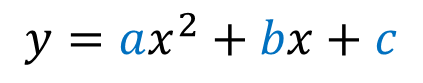 y = ax² + bx + c